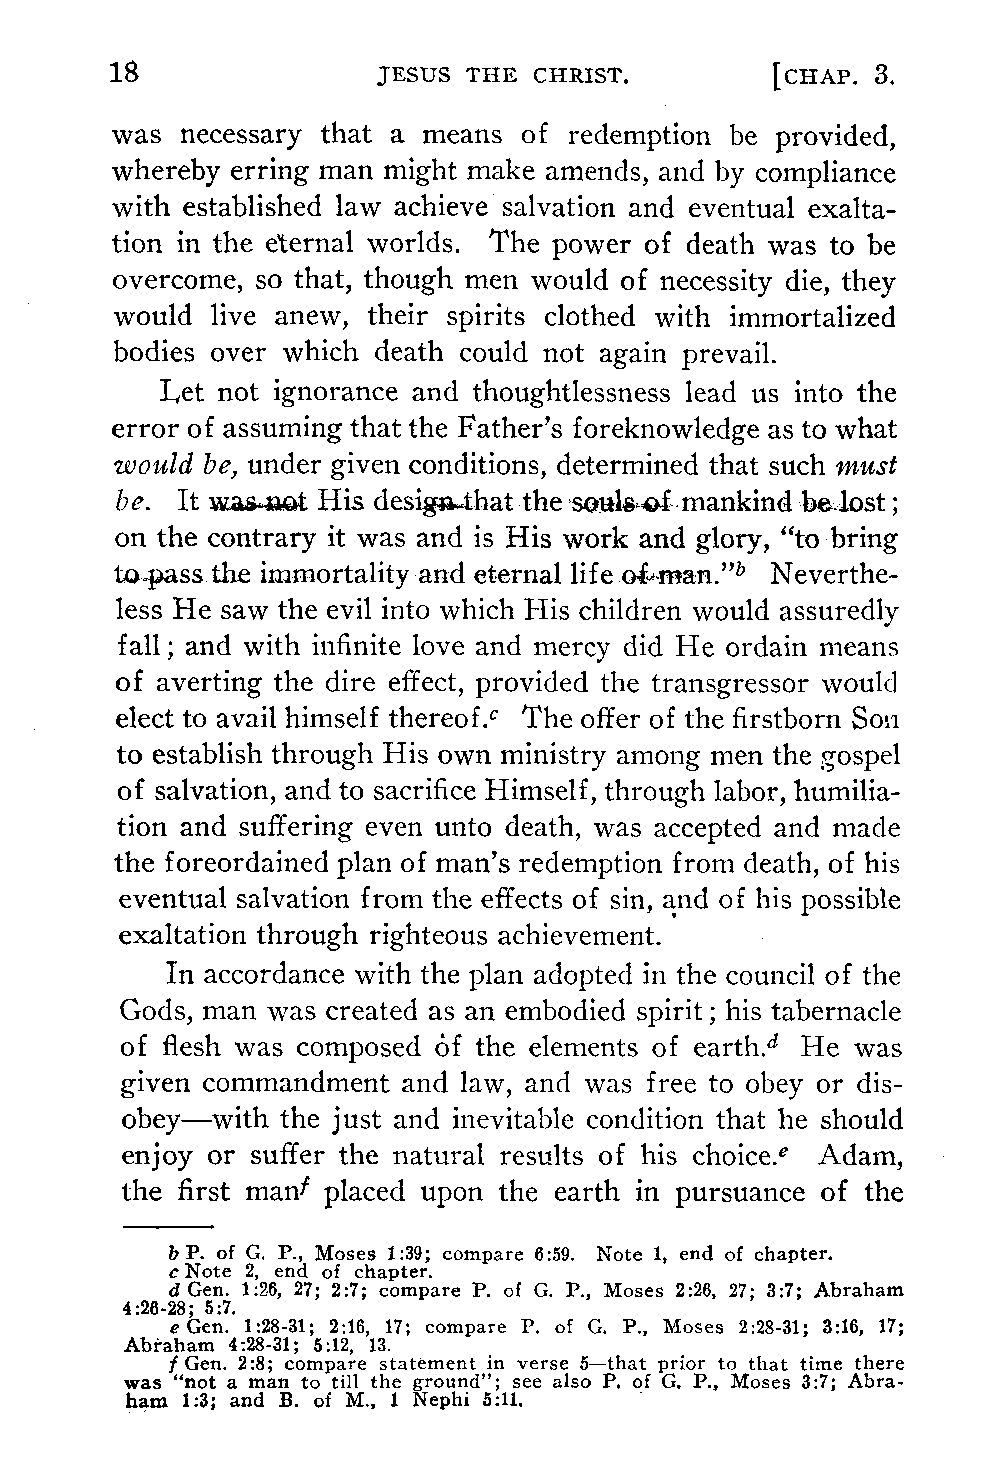 18 JESUS THE CHRIST. [CHAP. 3.
was necessary that a means of redemption be provided,
whereby erring man might make amends, and by compliance
with established law achieve salvation and eventual exalta-
tion in the eternal worlds. The power of death was to be
overcome, so that, though men would of necessity die, they
would live anew, their spirits clothed with immortalized
bodies over which death could not again prevail.
Let not ignorance and thoughtlessness lead us into the
error of assuming that the Father's foreknowledge as to what
would be, under given conditions, determined that such must
be. It was not His design that the souls of mankind be lost;
on the contrary it was and is His work and glory, "to bring
to pass the immortality and eternal life of man."b Neverthe-
less He saw the evil into which His children would assuredly
fall; and with infinite love and mercy did He ordain means
of averting the dire effect, provided the transgressor would
elect to avail himself thereof.c The offer of the firstborn Son
to establish through His own ministry among men the gospel
of salvation, and to sacrifice Himself, through labor, humilia-
tion and suffering even unto death, was accepted and made
the foreordained plan of man's redemption from death, of his
eventual salvation from the effects of sin, and of his possible
exaltation through righteous achievement.
In accordance with the plan adopted in the council of the
Gods, man was created as an embodied spirit; his tabernacle
of flesh was composed of the elements of earth.d He was
given commandment and law, and was free to obey or dis-
obey—with the just and inevitable condition that he should
enjoy or suffer the natural results of his choice.e Adam,
the first manf placed upon the earth in pursuance of the
b P. of G. P., Moses 1:39; compare 6:59. Note 1, end of chapter.
c Note 2, end of chapter.
d Gen. 1:26, 27; 2:7; compare P. of G. P., Moses 2:26, 27; 3:7; Abraham
4:26-28; 5:7.
e Gen. 1:28-31; 2:16, 17; compare P. of G. P., Moses 2:28-31; 3:16, 17;
Abraham 4:28-31; 5:12, 13.
f Gen. 2:8; compare statement in verse 5—that prior to that time there
was "not a man to till the ground"; see also P. of G. P., Moses 3:7; Abra-
ham 1:3; and B. of M., 1 Nephi 5:11.